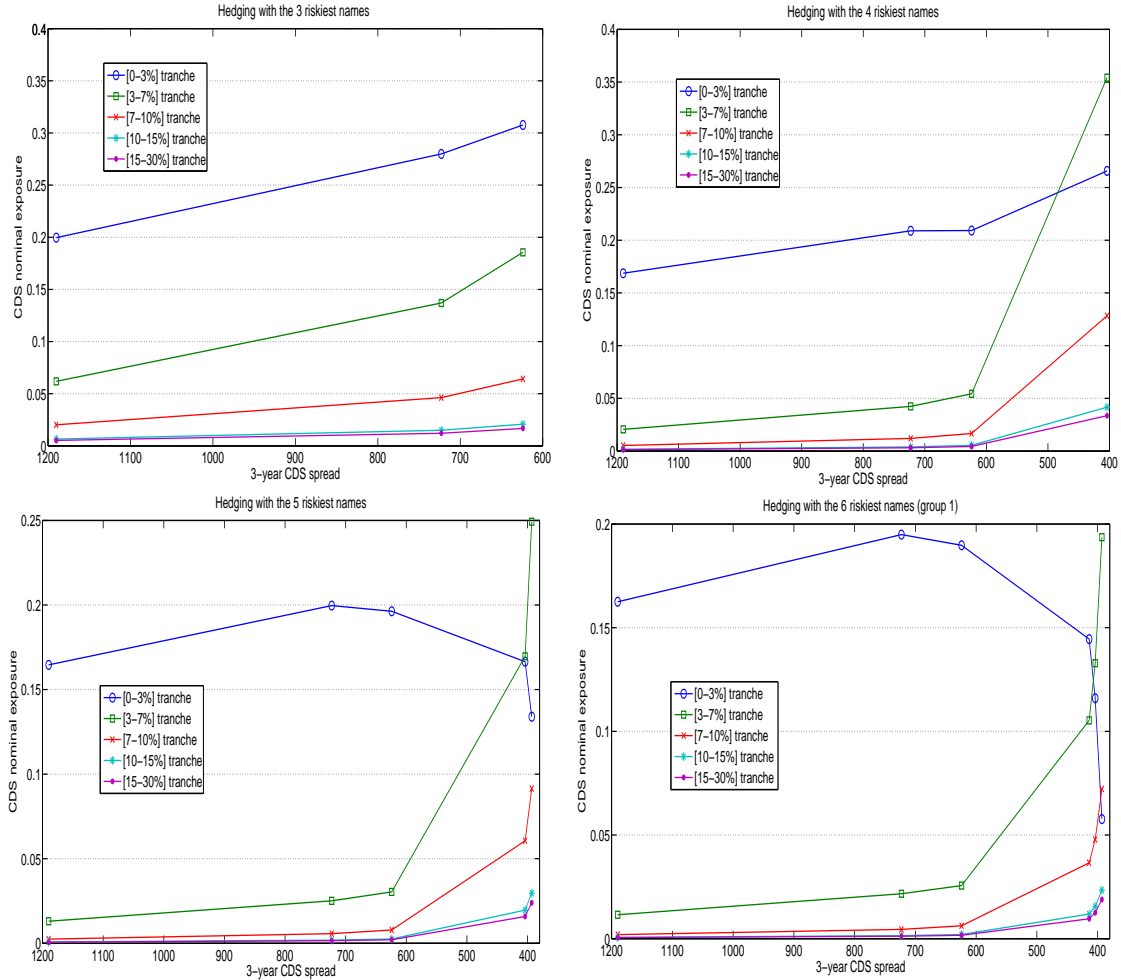 Hedging with the 3 riskiest names
0.4
0.35
0.3
0.25
0.2
0.15
0.1
0.05
0
CDS nominal exposure
[0−3%] tranche
[3−7%] tranche
[7−10%] tranche
[10−15%] tranche
[15−30%] tranche
1200 1100 1000 900 800 700 600
3−year CDS spread
Hedging with the 4 riskiest names
0.4
0.35
0.3
0.25
0.2
0.15
0.1
0.05
0
CDS nominal exposure
[0−3%] tranche
[3−7%] tranche
[7−10%] tranche
[10−15%] tranche
[15−30%] tranche
1200 1100 1000 900 800 700 600 500 400
3−year CDS spread
Hedging with the 5 riskiest names
0.25
0.2
0.15
0.1
0.05
0
CDS nominal exposure
[0−3%] tranche
[3−7%] tranche
[7−10%] tranche
[10−15%] tranche
[15−30%] tranche
1200 1100 1000 900 800 700 600 500 400
3−year CDS spread
Hedging with the 6 riskiest names (group 1)
0.2
0.15
0.1
0.05
0
CDS nominal exposure
[0−3%] tranche
[3−7%] tranche
[7−10%] tranche
[10−15%] tranche
[15−30%] tranche
1200 1100 1000 900 800 700 600 500 400
3−year CDS spread